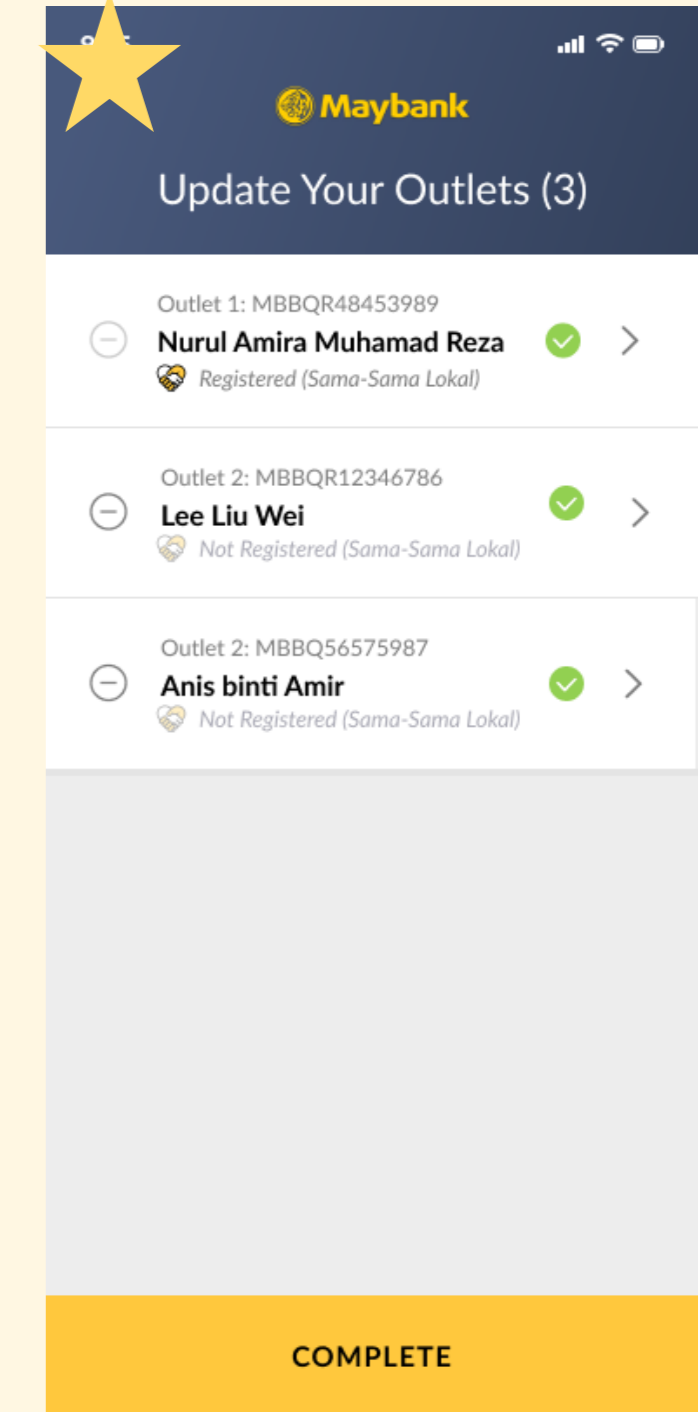 Maybank
Update Your Outlets (3)
Outlet 1: MBBQR48453989
Nurul Amira Muhamad Reza
Registered (Sama-Sama Lokal)
Outlet 2: MBBQR12346786
Lee Liu Wei
Not Registered (Sama-Sama Lokal)
Outlet 2: MBBQ56575987
Anis binti Amir
Not Registered (Sama-Sama Lokal)
COMPLETE